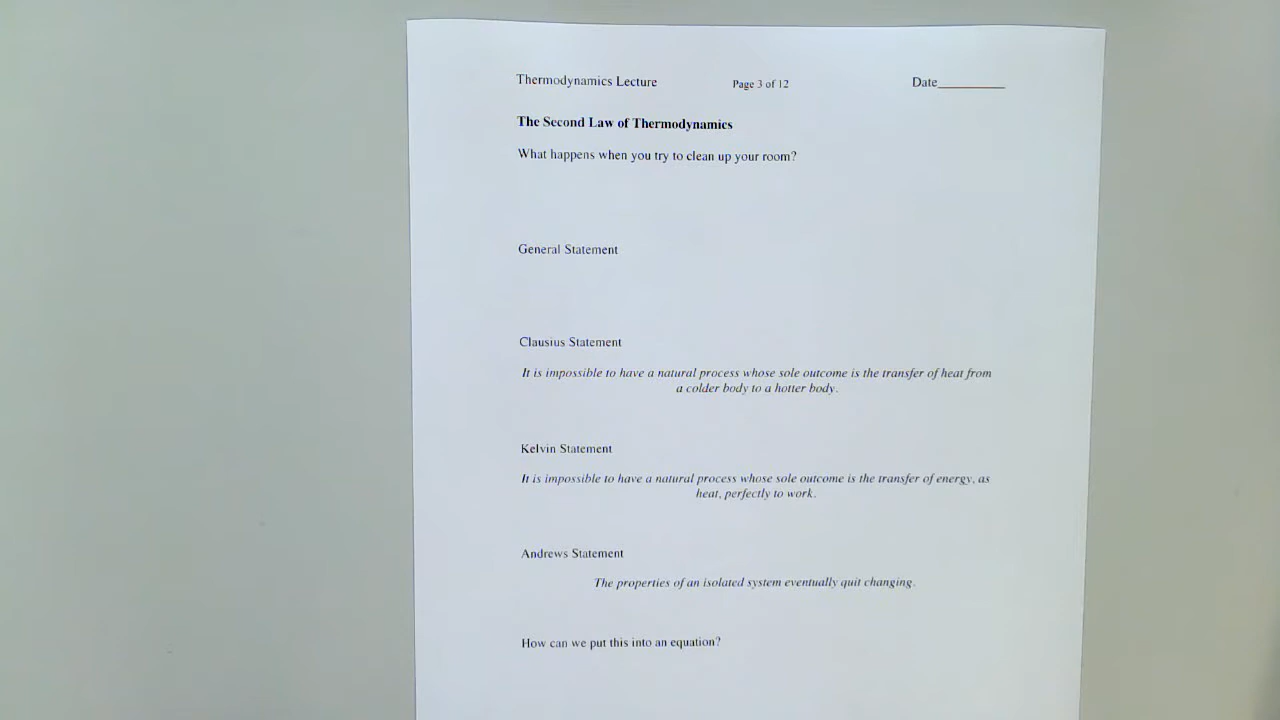 Thermodynamics Lecture Page 3 of 12 Date__________
The Second Law of Thermodynamics
What happens when you try to clean up your room?
General Statement
Clausius Statement
It is impossible to have a natural process whose sole outcome is the transfer of heat from
a colder body to a hotter body.
Kelvin Statement
It is impossible to have a natural process whose sole outcome is the transfer of energy, as
heat, perfectly to work.
Andrews Statement
The properties of an isolated system eventually quit changing.
How can we put this into an equation?